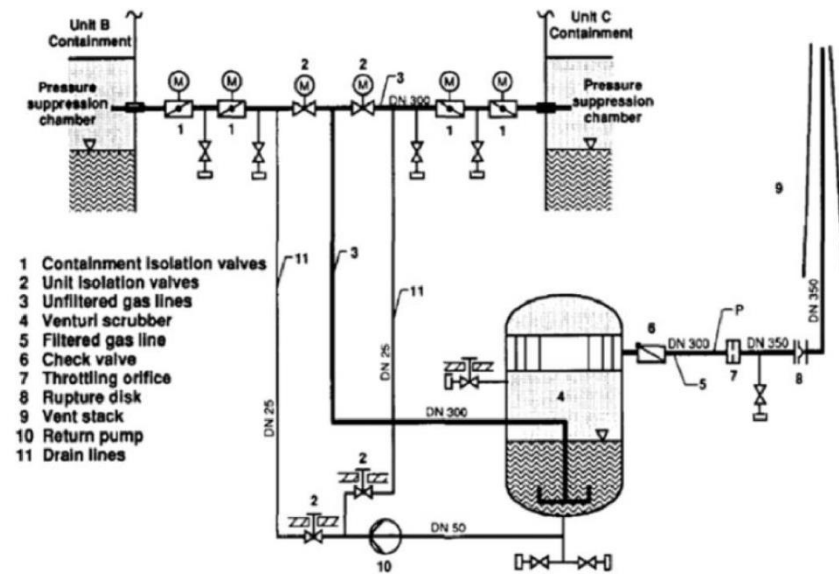 Unit B
Containment
Unit C
Containment
Pressure
suppression
chamber
Pressure
suppression
chamber
M
M
2
M
2
M
3
DN 300
M
M
1
1
1
1
9
11
3
11
DN 25
DN 25
DN 300
DN 350
1 Containment isolation valves
2 Unit isolation valves
3 Unfiltered gas lines
4 Venturi scrubber
5 Filtered gas line
6 Check valve
7 Throttling orifice
8 Rupture disk
9 Vent stack
10 Return pump
11 Drain lines
6
DN 300
P
DN 350
5
7
8
4
2
2
DN 50
10